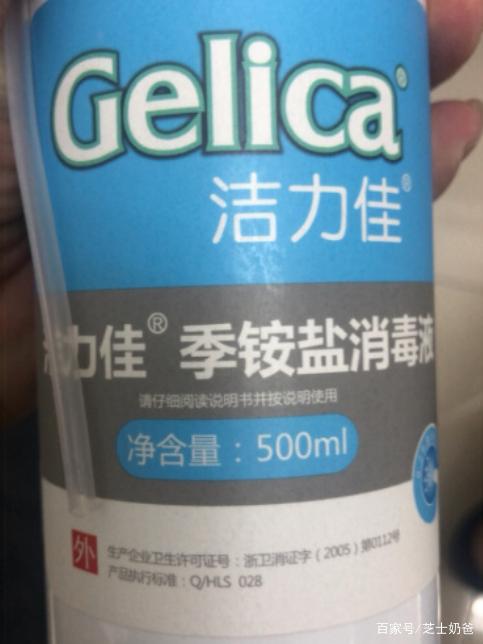 Gelica®
洁力佳®
洁力佳® 季铵盐消毒液
请仔细阅读说明书并按说明使用
净含量：500ml
外
生产企业卫生许可证号：浙卫消证字（2005）第0112号
产品执行标准：Q/HLS 028
百家号/芝士奶爸